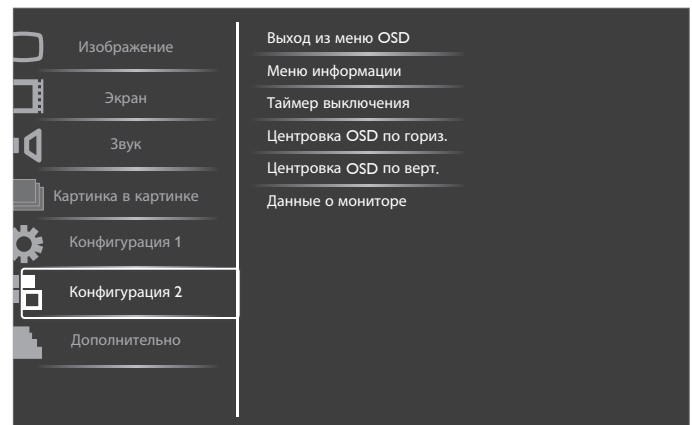 Изображение
Экран
Звук
Картинка в картинке
Конфигурация 1
Конфигурация 2
Дополнительно
Выход из меню OSD
Меню информации
Таймер выключения
Центровка OSD по гориз.
Центровка OSD по верт.
Данные о мониторе